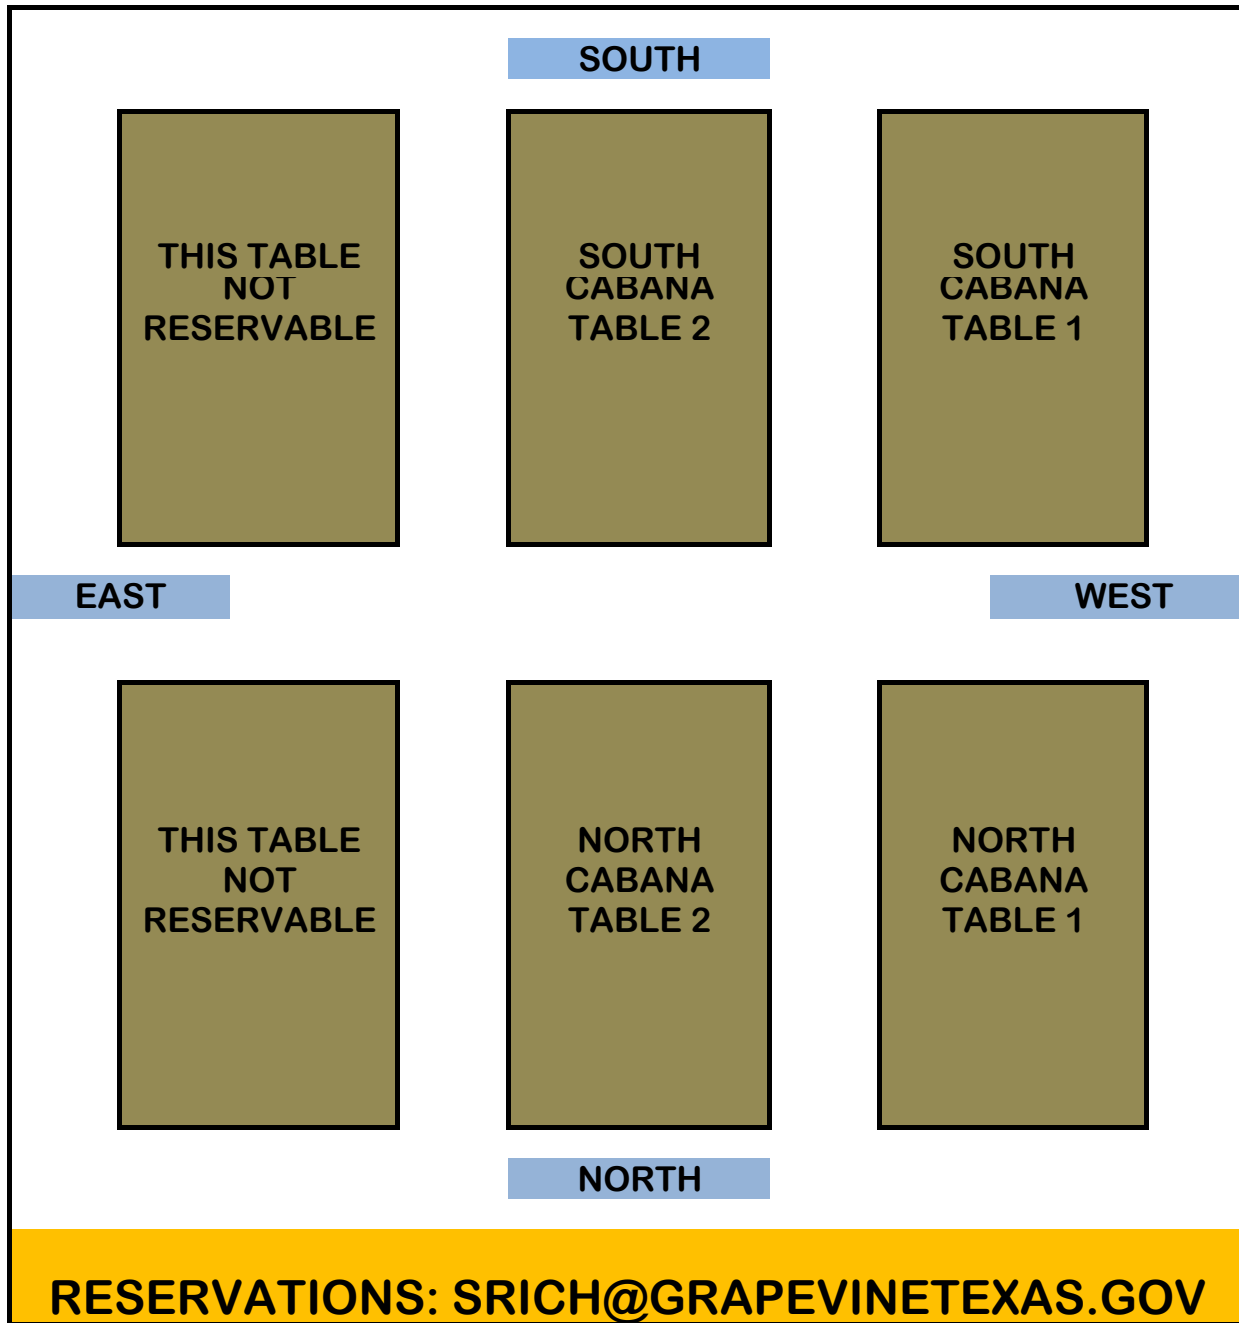 SOUTH
THIS TABLE
NOT
RESERVABLE
SOUTH
CABANA
TABLE 2
SOUTH
CABANA
TABLE 1
EAST
WEST
THIS TABLE
NOT
RESERVABLE
NORTH
CABANA
TABLE 2
NORTH
CABANA
TABLE 1
NORTH
RESERVATIONS: SRICH@GRAPEVINETEXAS.GOV